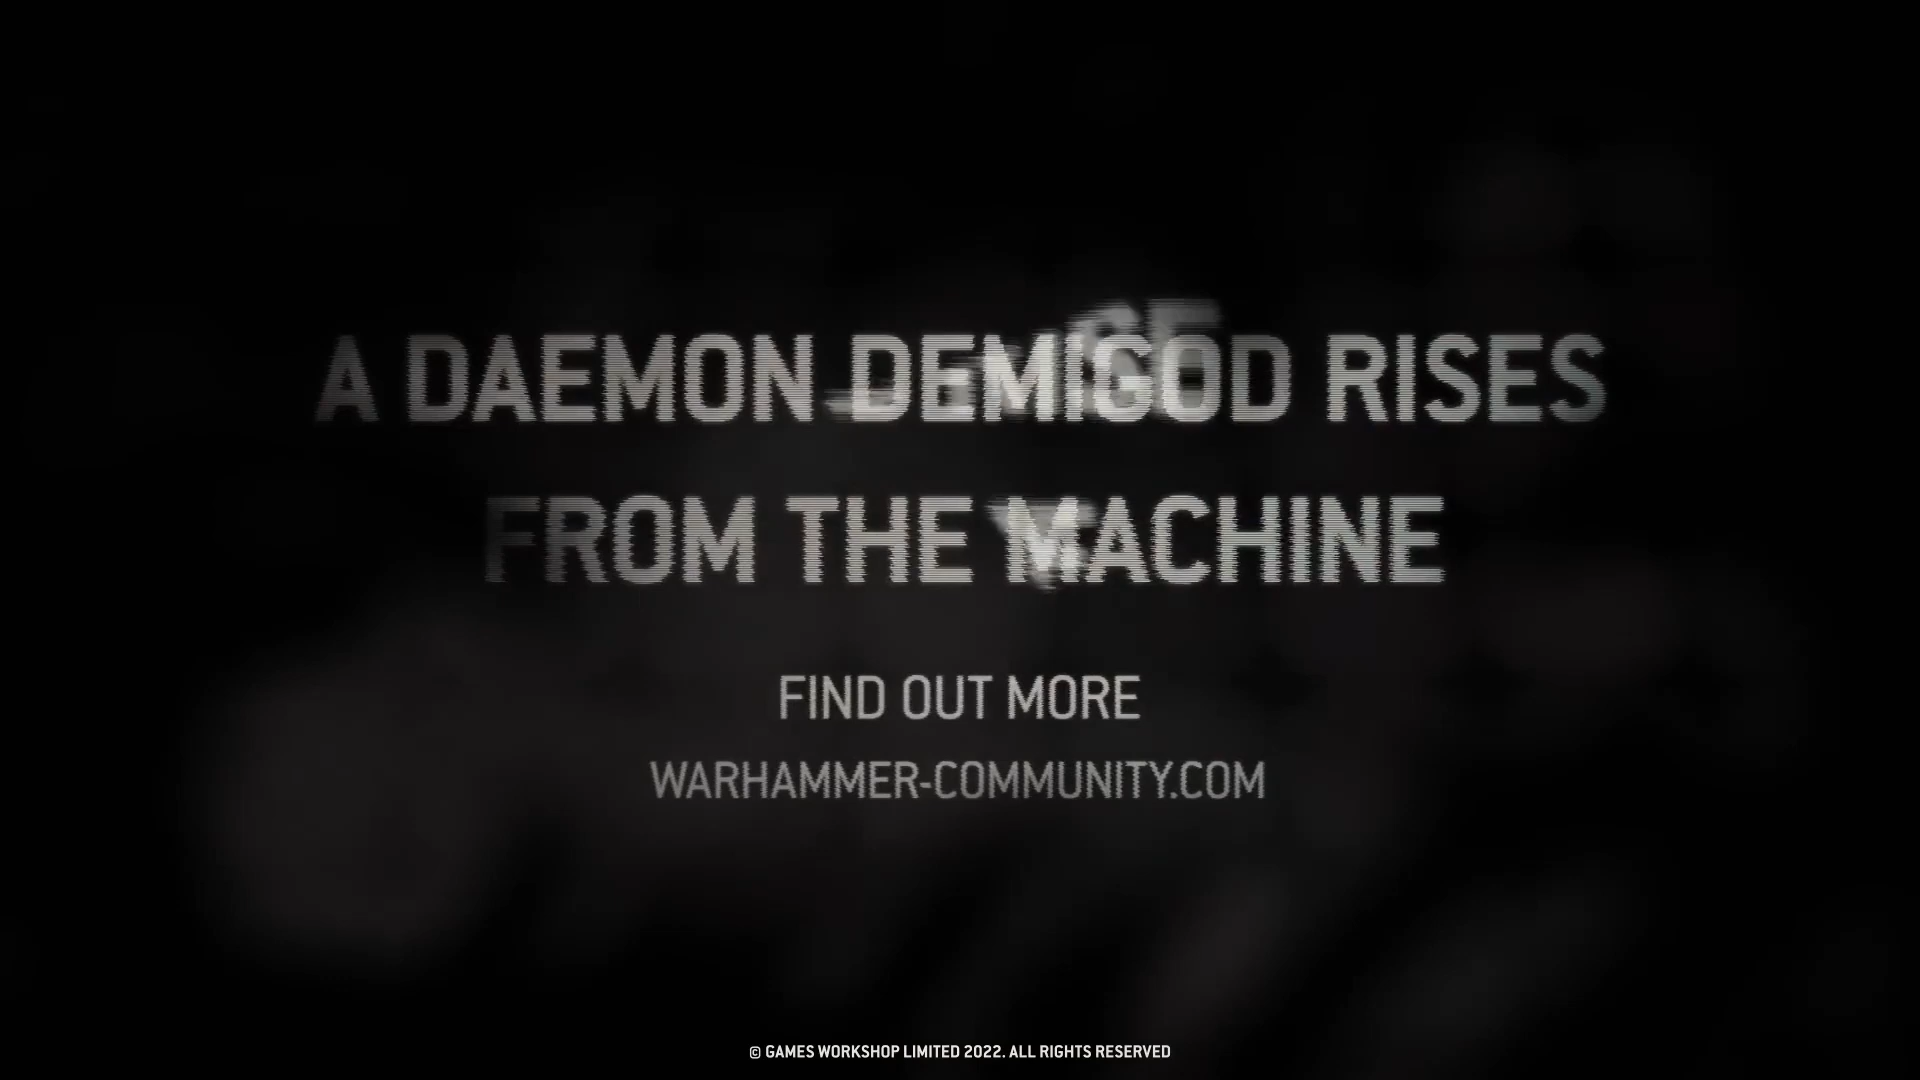 A DAEMON DEMIGOD RISES
FROM THE MACHINE
FIND OUT MORE
WARHAMMER-COMMUNITY.COM
© GAMES WORKSHOP LIMITED 2022. ALL RIGHTS RESERVED